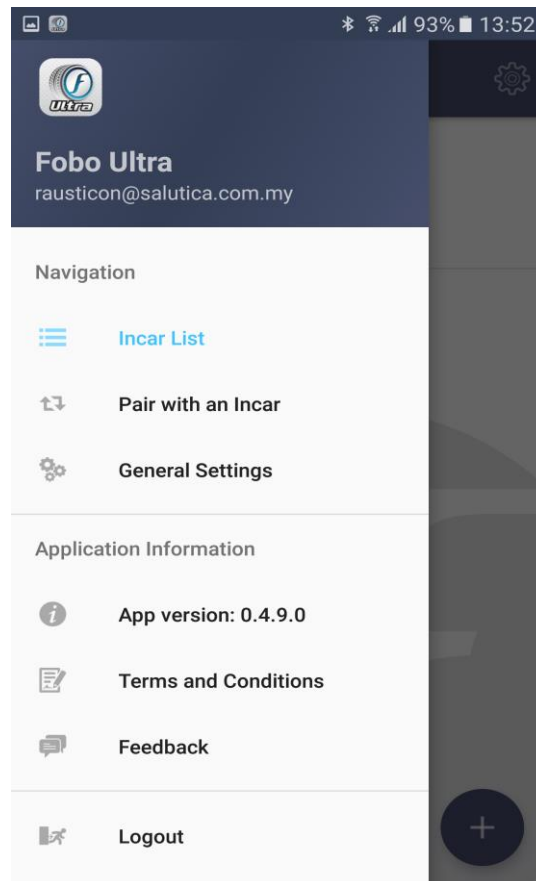 93% 13:52
Ultra
Fobo Ultra
rausticon@salutica.com.my
Navigation
Incar List
Pair with an Incar
General Settings
Application Information
App version: 0.4.9.0
Terms and Conditions
Feedback
Logout